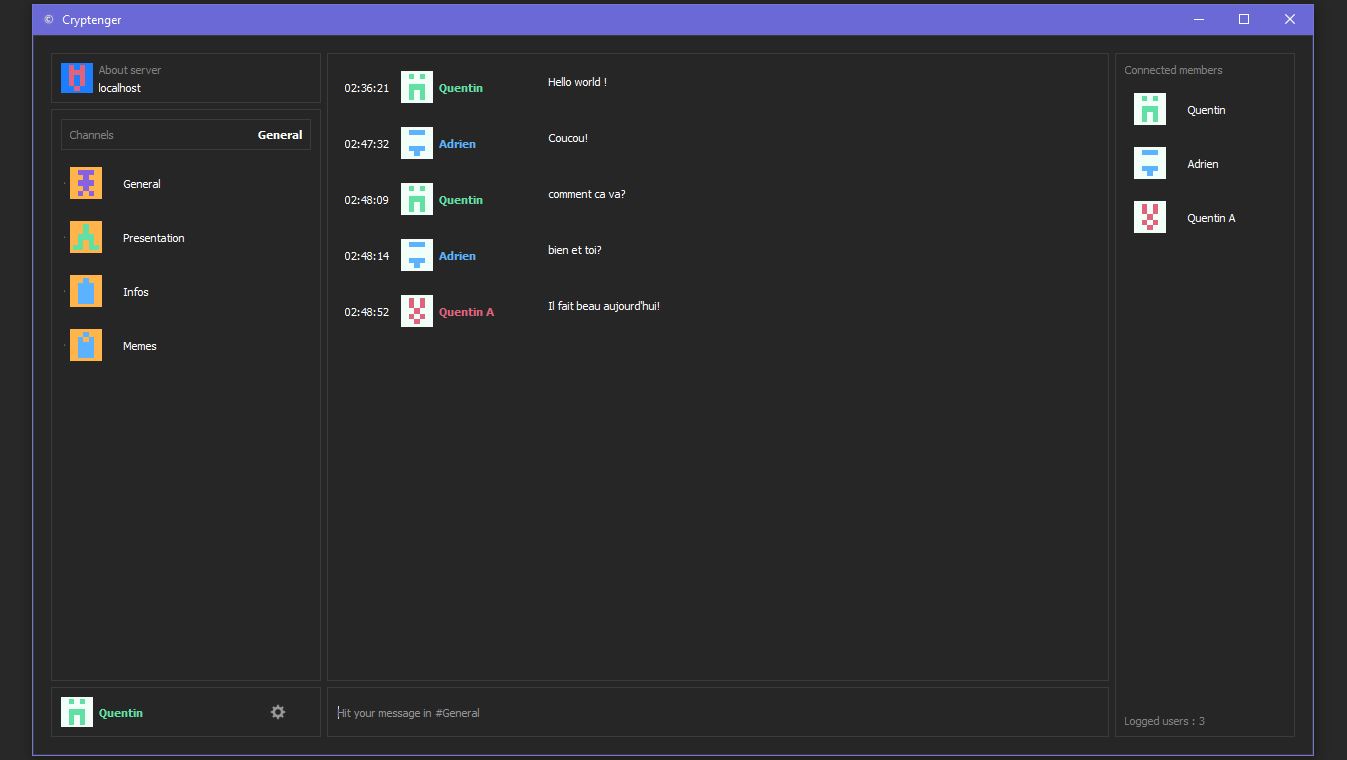 © Cryptenger
About server
localhost
Channels General
General
Presentation
Infos
Memes
Quentin
02:36:21 Quentin Hello world !
02:47:32 Adrien Coucou!
02:48:09 Quentin comment ca va?
02:48:14 Adrien bien et toi?
02:48:52 Quentin A Il fait beau aujourd'hui!
Hit your message in #General
Connected members
Quentin
Adrien
Quentin A
Logged users : 3